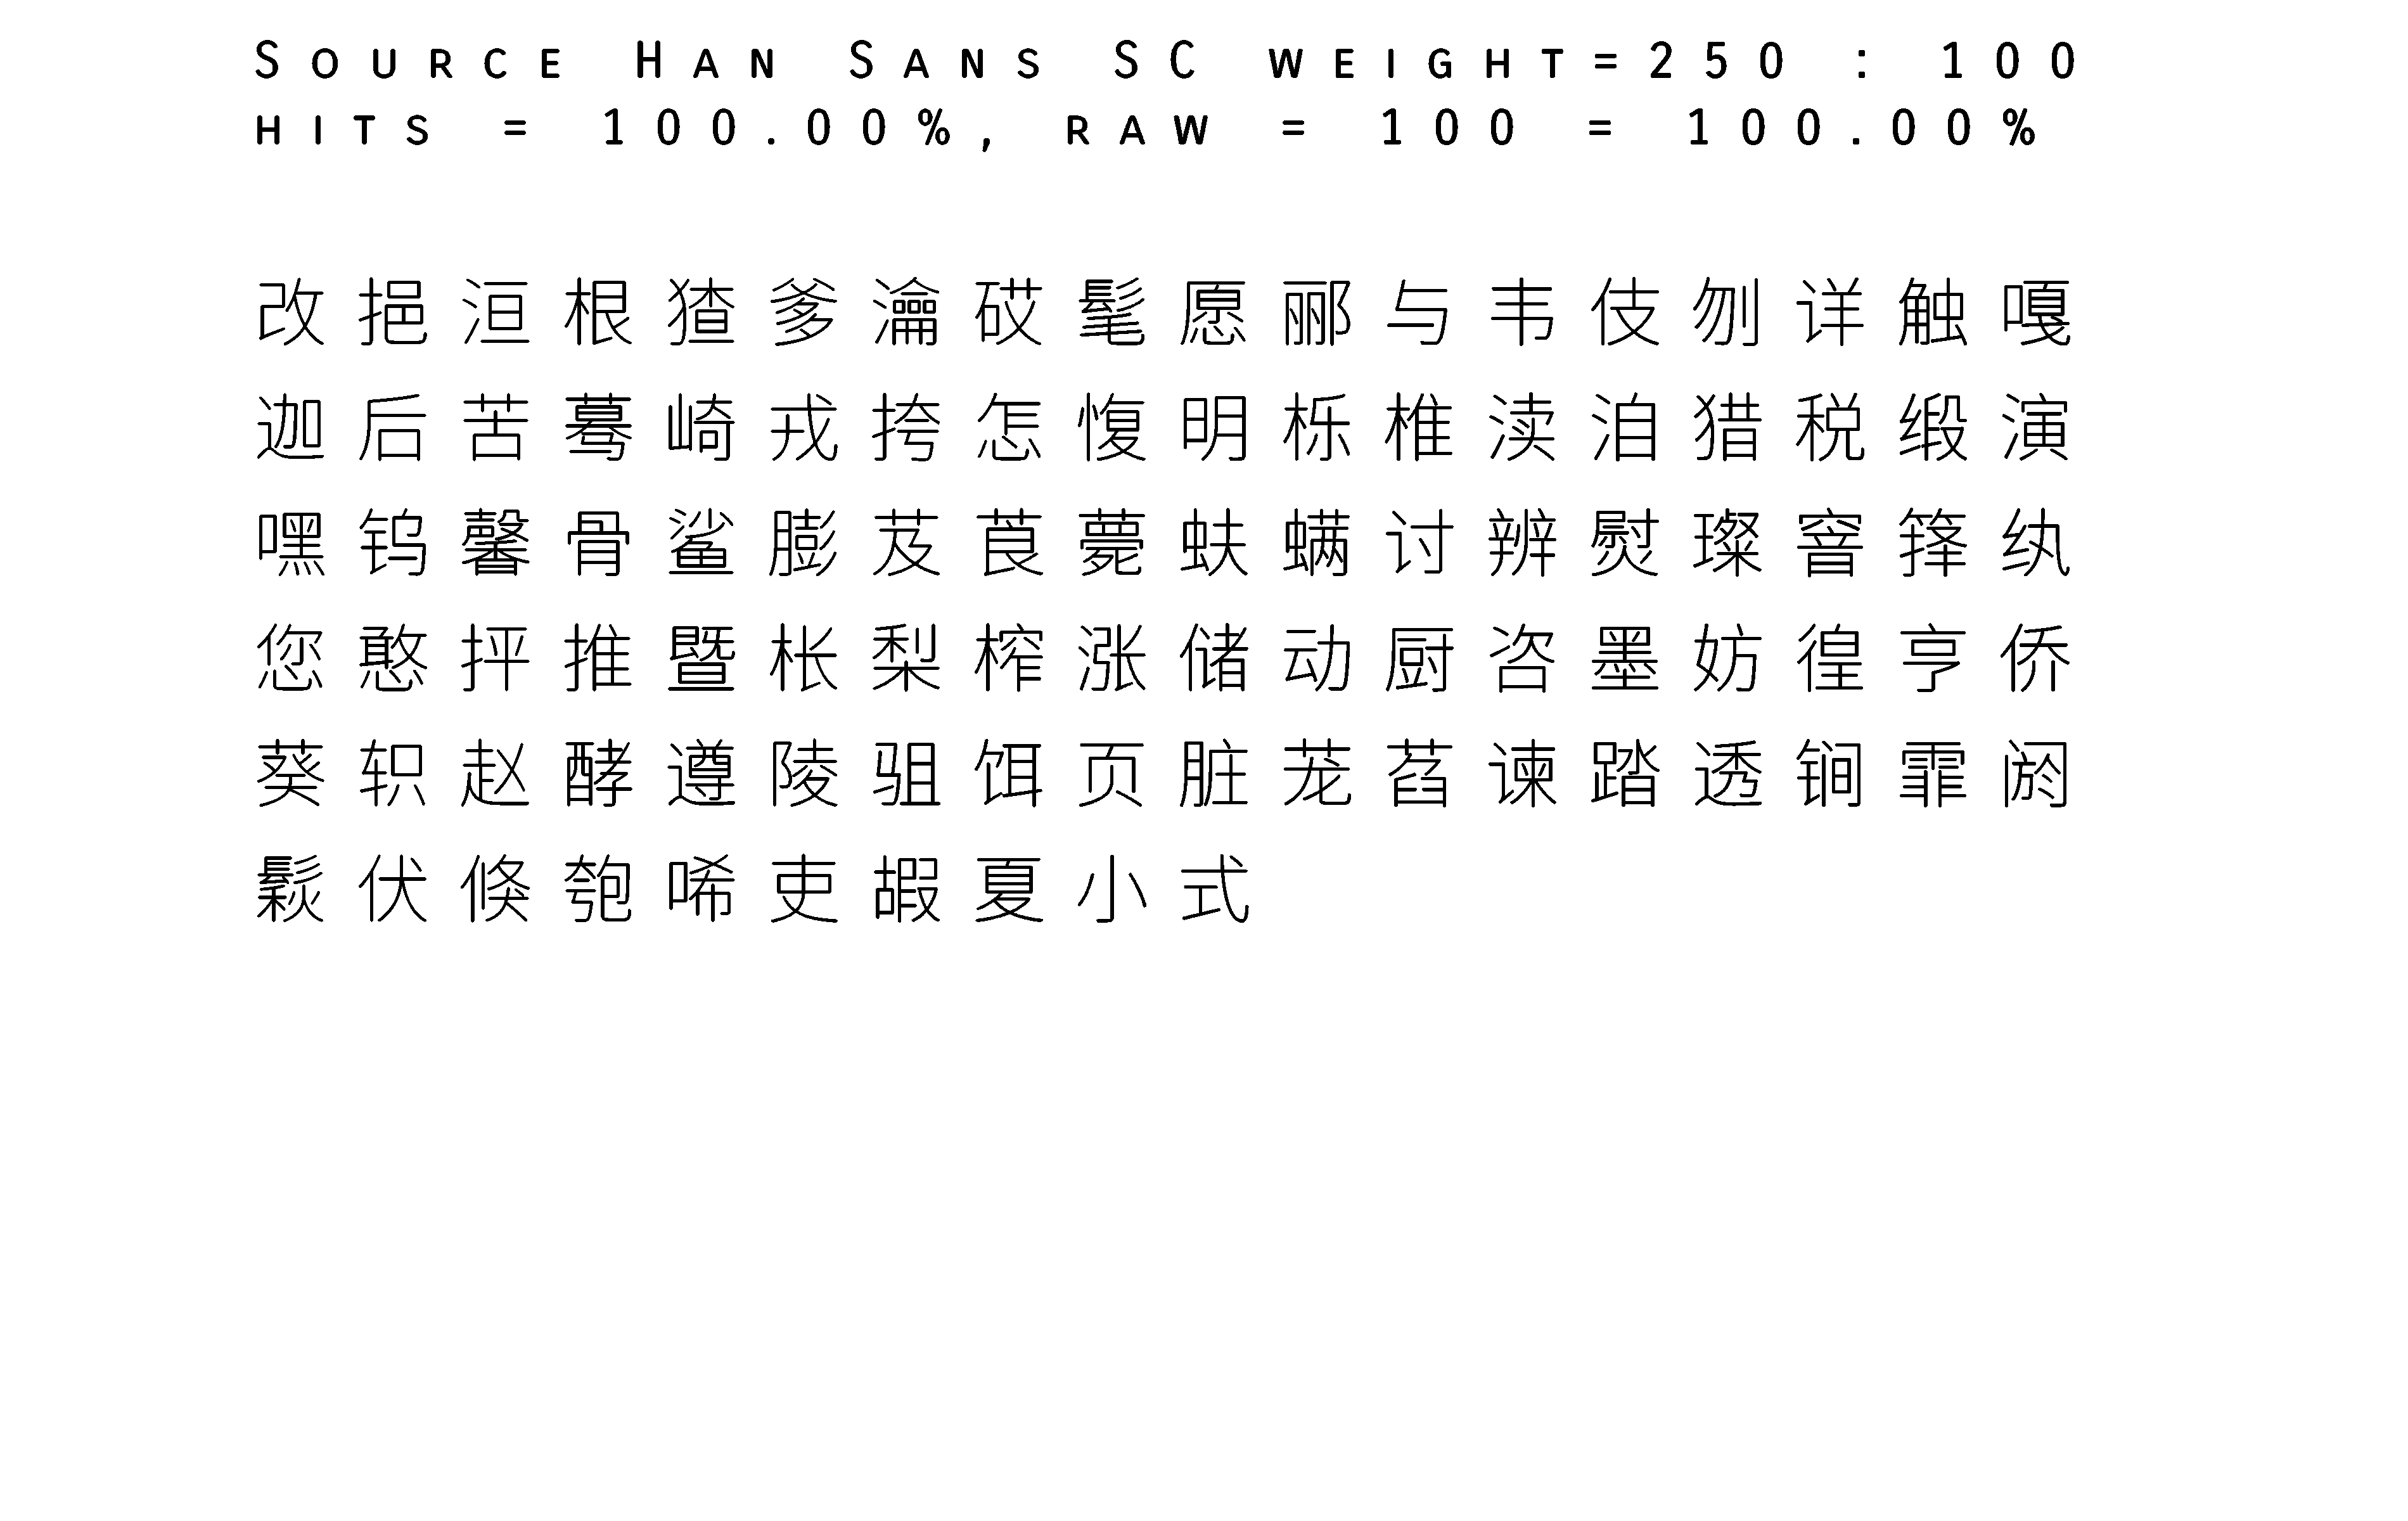 Source Han Sans SC weight=250 : 100
hits = 100.00%, raw = 100 = 100.00%
改挹洹根猹爹瀹砹髦愿郦与韦伎刎详触嘎
迦后苦蓦崎戎挎怎愎明栎椎渎洎猎税缎演
嘿钨馨骨鲨膨芨莨薨蚨螨讨辨熨璨窨箨纨
您憨抨推暨枨梨榨涨储动厨咨墨妨徨亨侨
葵轵赵酵遵陵驵饵页脏茏萏谏踏透锏霏阏
鬏伏倏匏唏吏嘏夏小式